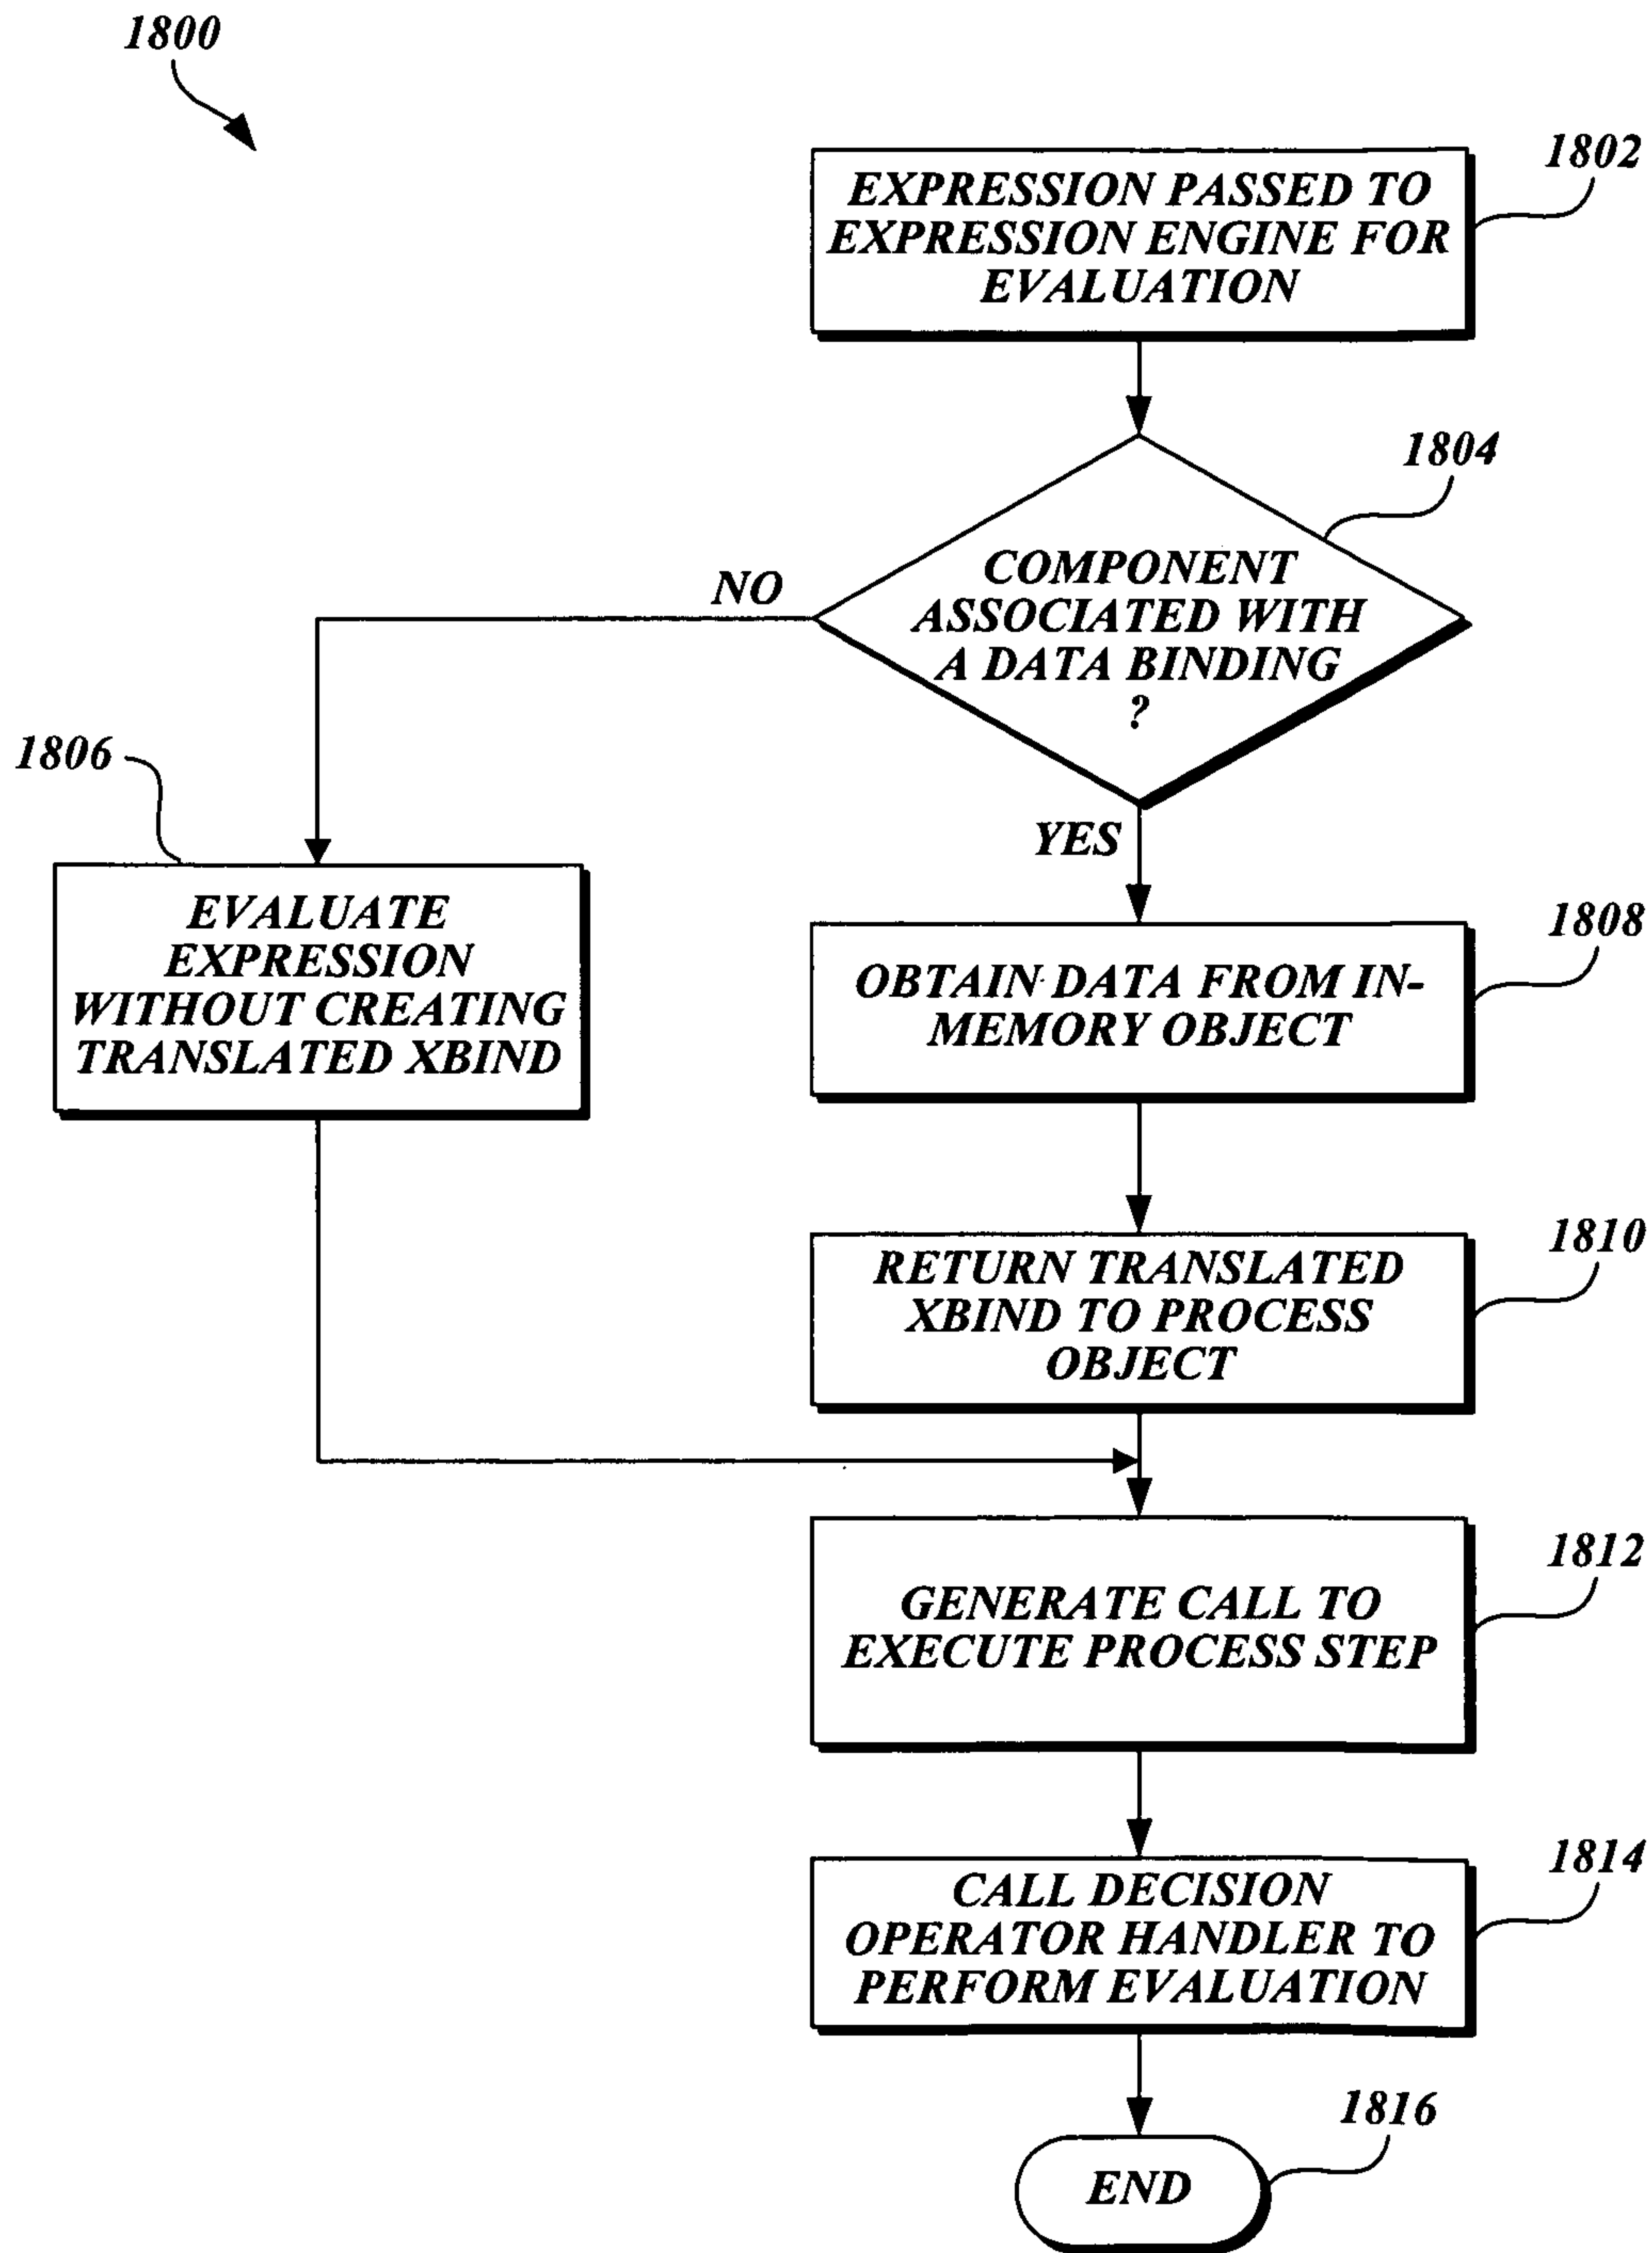 1800
1802
EXPRESSION PASSED TO
EXPRESSION ENGINE FOR
EVALUATION
1804
COMPONENT
ASSOCIATED WITH
A DATA BINDING
?
NO
YES
1806
EVALUATE
EXPRESSION
WITHOUT CREATING
TRANSLATED XBIND
1808
OBTAIN DATA FROM IN-
MEMORY OBJECT
1810
RETURN TRANSLATED
XBIND TO PROCESS
OBJECT
1812
GENERATE CALL TO
EXECUTE PROCESS STEP
1814
CALL DECISION
OPERATOR HANDLER TO
PERFORM EVALUATION
1816
END